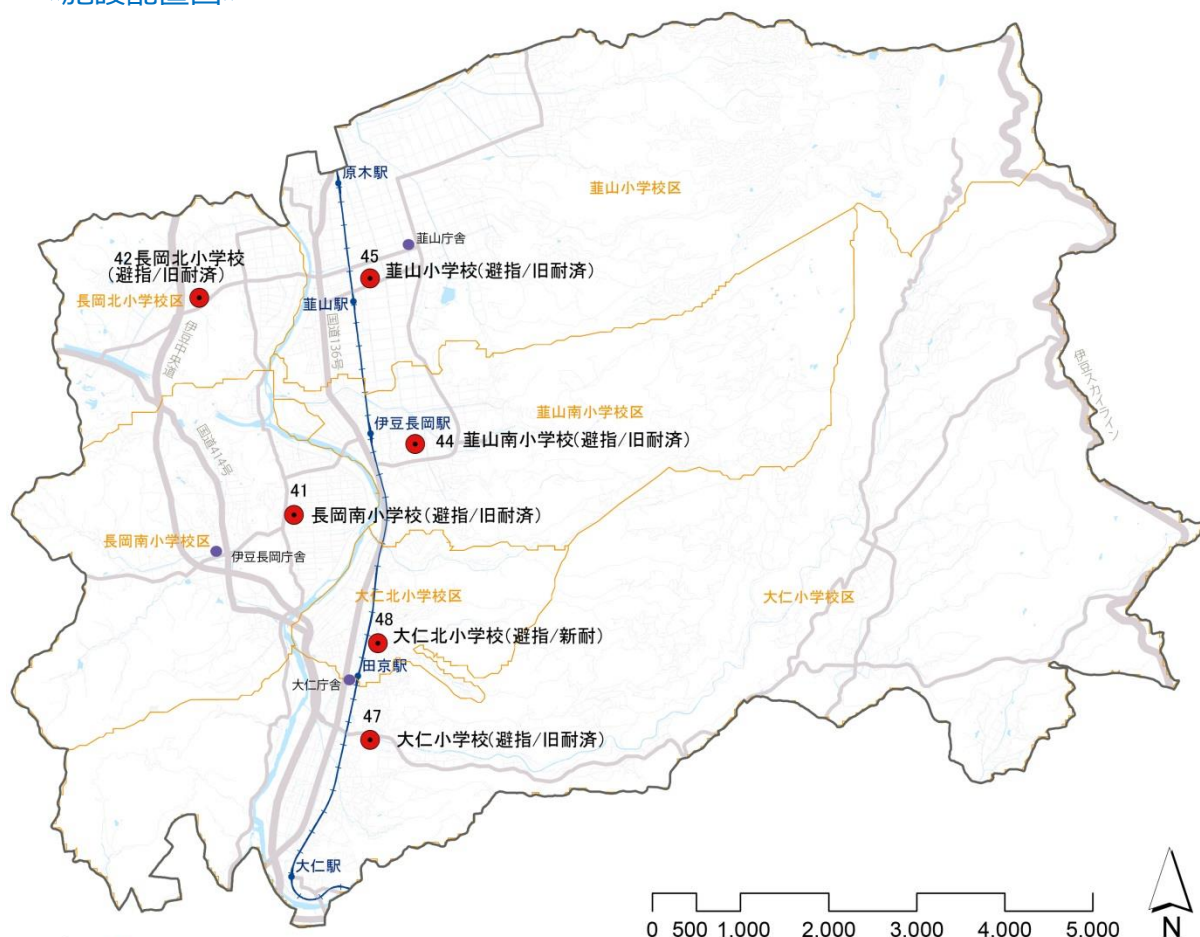 施設配置図
原木駅
韮山小学校区
韮山庁舎
42長岡北小学校
(避指/旧耐済)
45
韮山小学校(避指/旧耐済)
長岡北小学校区
韮山駅
伊豆中央道
国道136号
伊豆スカイライン
韮山南小学校区
伊豆長岡駅
44 韮山南小学校(避指/旧耐済)
国道414号
41
長岡南小学校(避指/旧耐済)
長岡南小学校区
伊豆長岡庁舎
大仁北小学校区
大仁小学校区
48
大仁北小学校(避指/新耐)
田京駅
大仁庁舎
47
大仁小学校(避指/旧耐済)
大仁駅
0 500 1,000 2,000 3,000 4,000 5,000
N